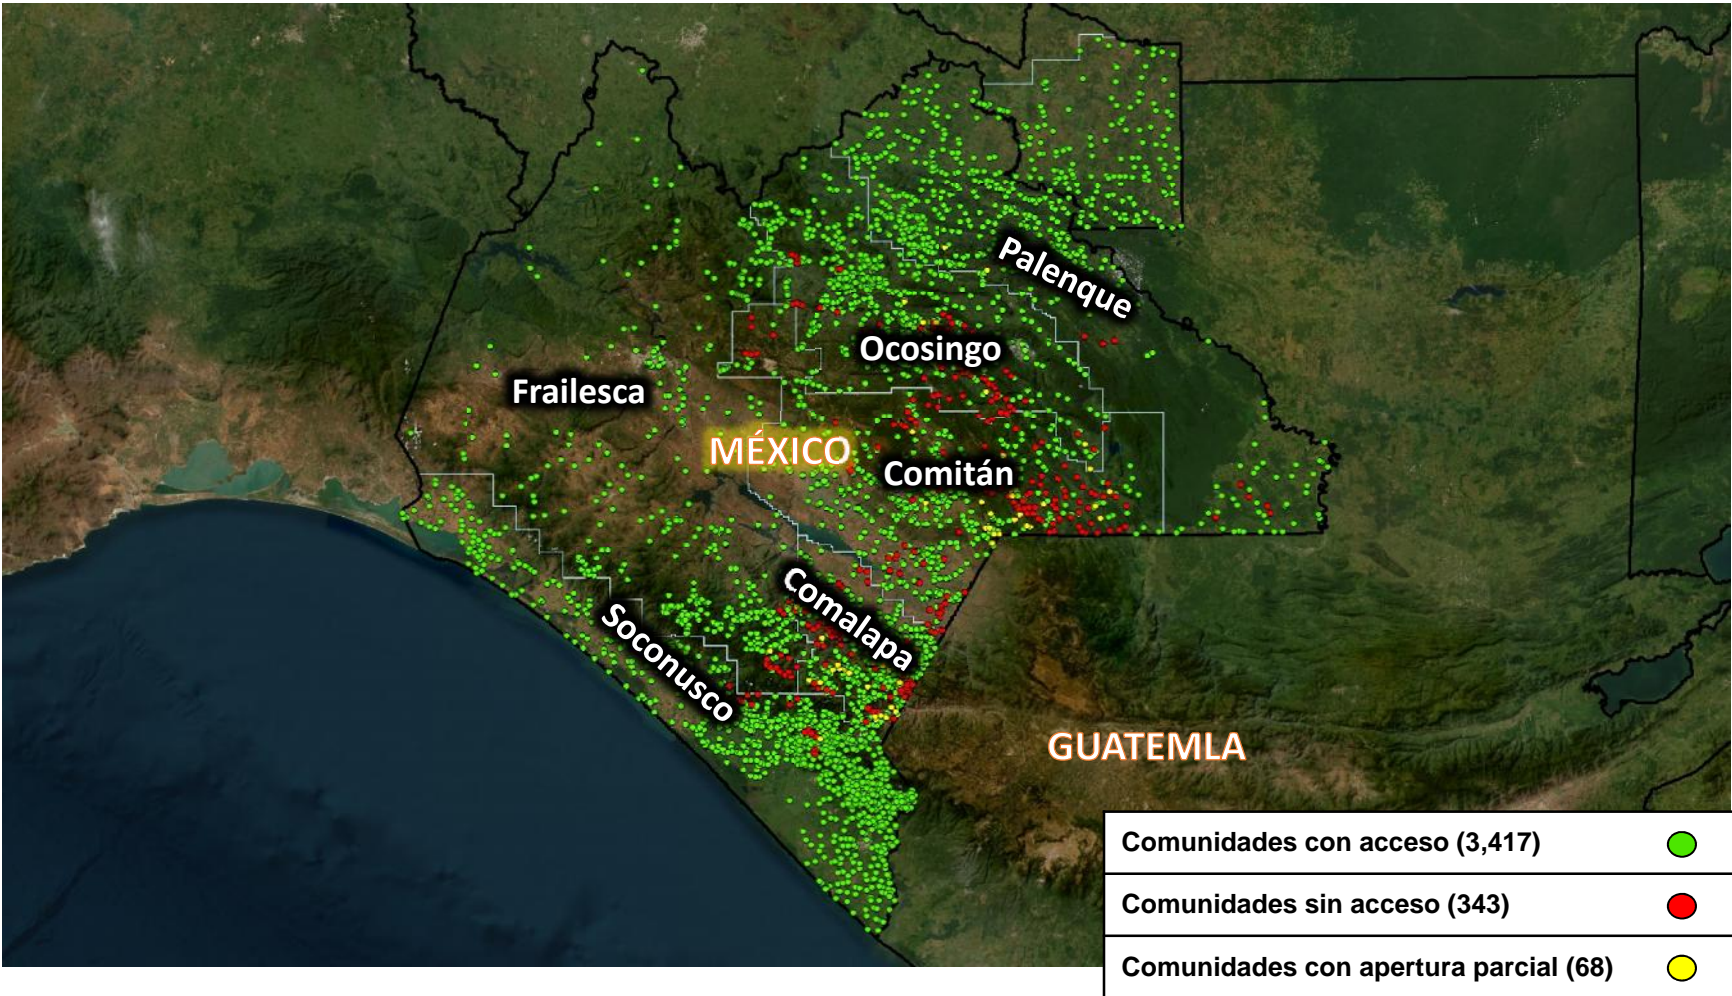 Palenque
Ocosingo
Frailesca
MÉXICO
Comitán
Comalapa
Soconusco
GUATEMLA
Comunidades con acceso (3,417)
Comunidades sin acceso (343)
Comunidades con apertura parcial (68)